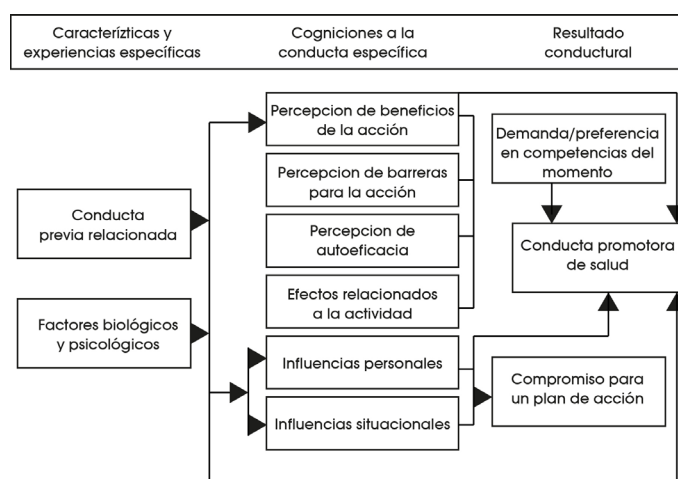 Caracterízticas y
experiencias específicas
Cogniciones a la
conducta específica
Resultado
conductural
Percepcion de beneficios
de la acción
Percepcion de barreras
para la acción
Percepcion de
autoeficacia
Efectos relacionados
a la actividad
Influencias personales
Influencias situacionales
Conducta
previa relacionada
Factores biológicos
y psicológicos
Demanda/preferencia
en competencias del
momento
Conducta promotora
de salud
Compromiso para
un plan de acción